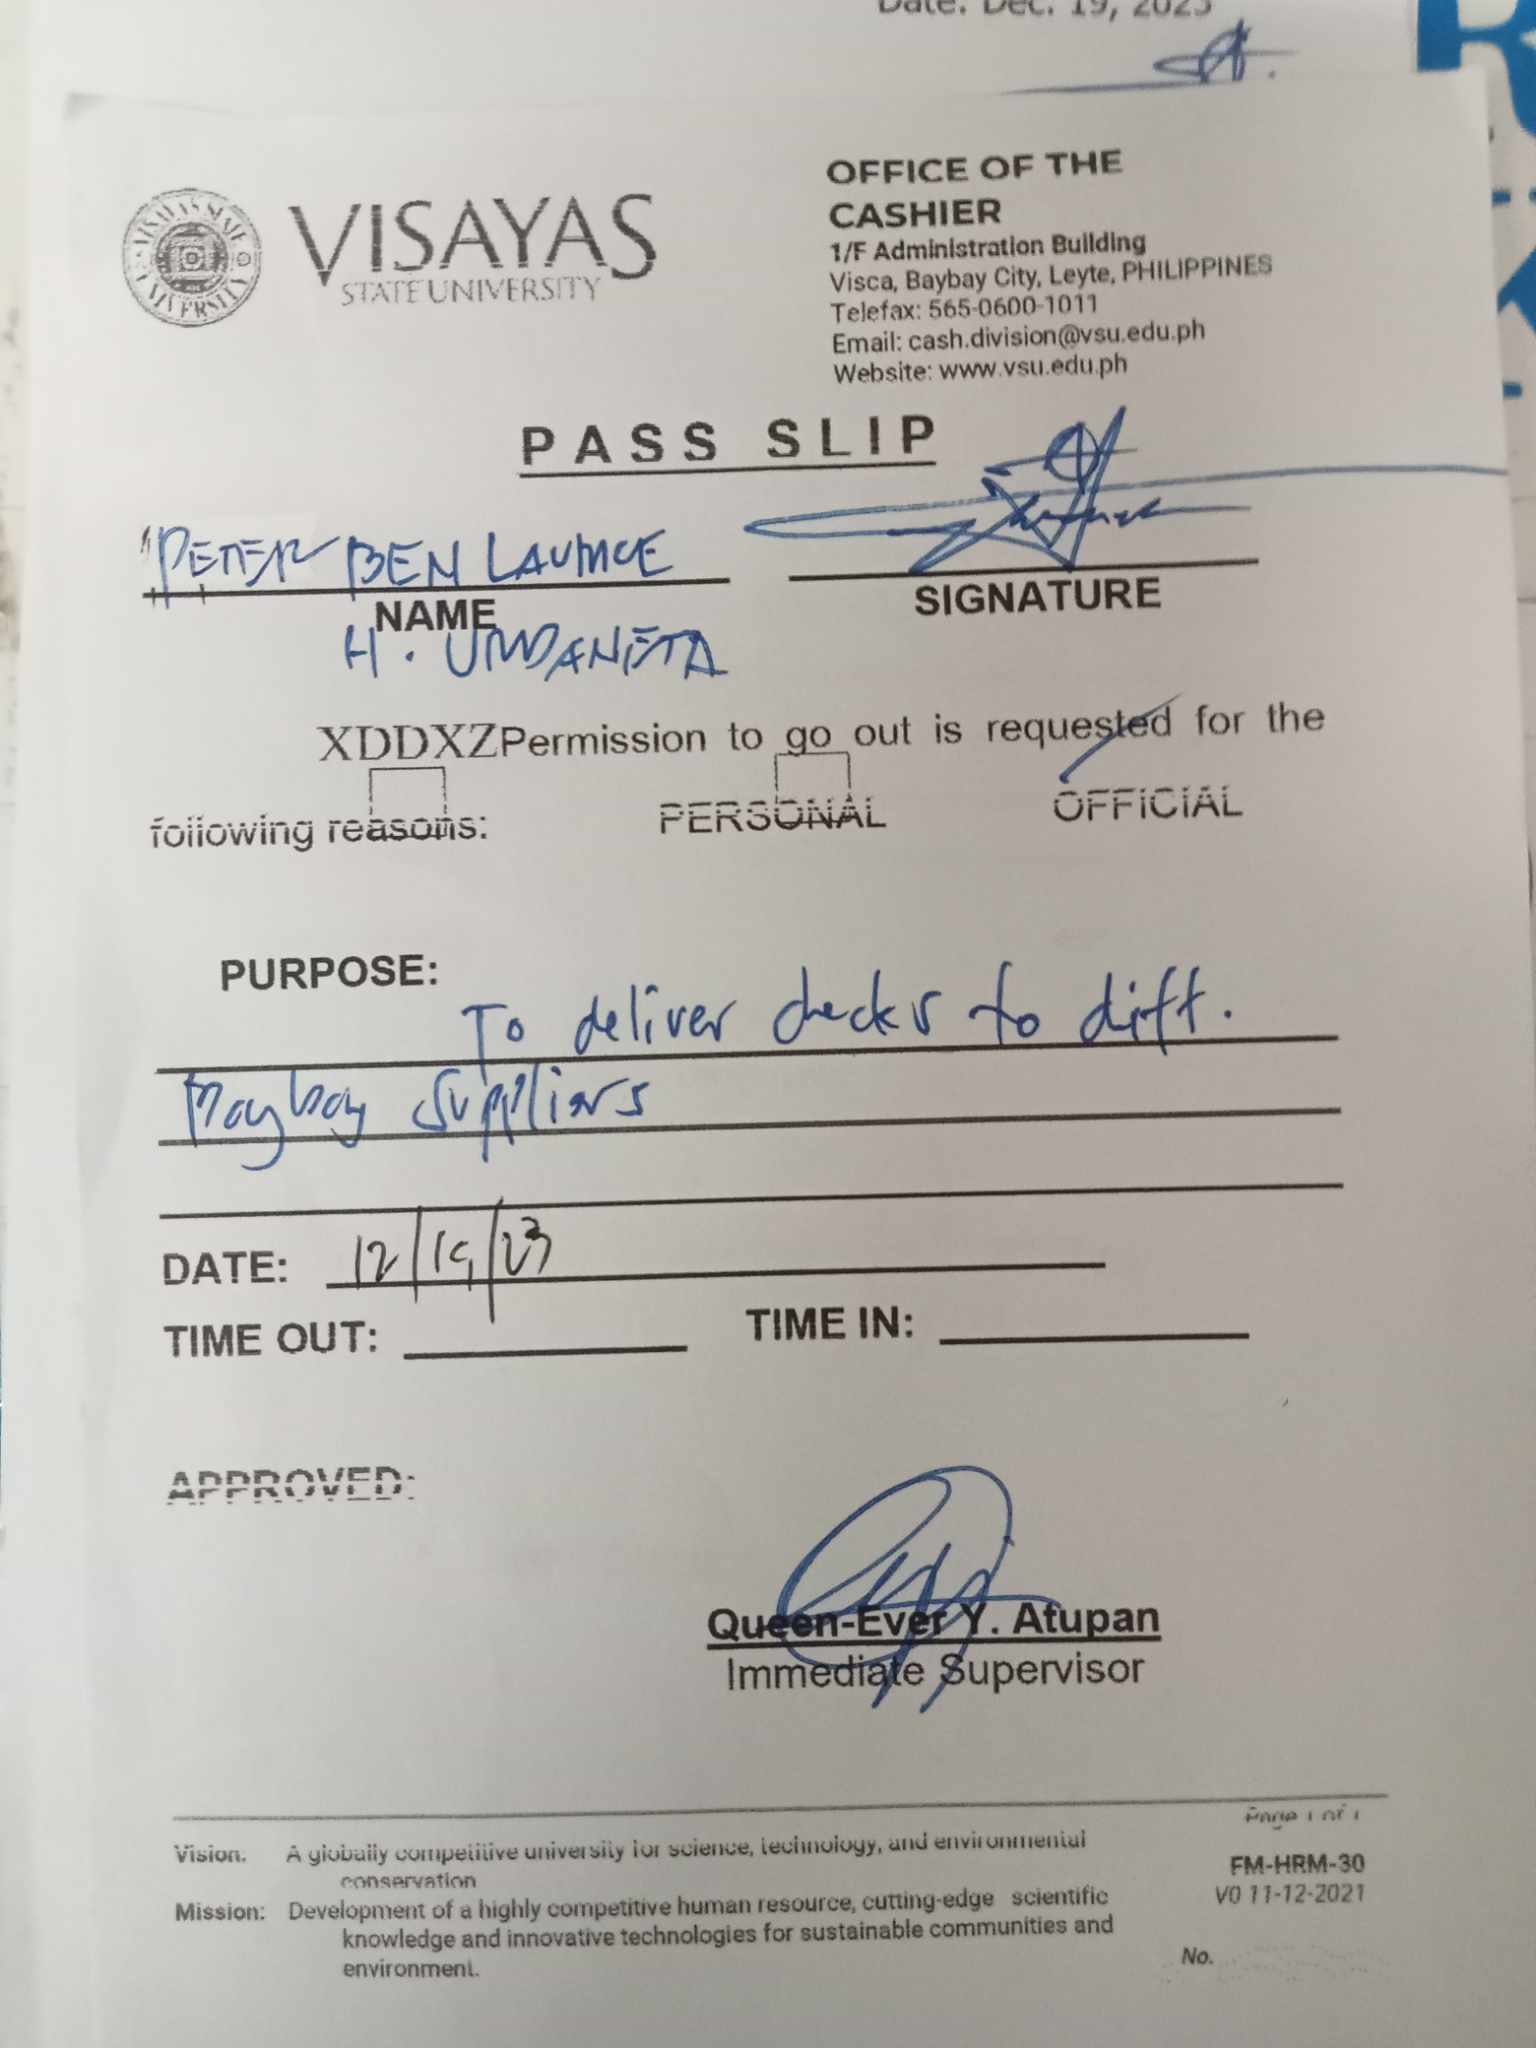 Date: Dec. 19, 2023
VISAYAS
STATE UNIVERSITY
OFFICE OF THE
CASHIER
1/F Administration Building
Visca, Baybay City, Leyte, PHILIPPINES
Telefax: 565-0600-1011
Email: cash.division@vsu.edu.ph
Website: www.vsu.edu.ph
PASS SLIP
PETER BEN
NAME
SIGNATURE
H. URDANETA
XDDXZPermission to go out is requested for the
following reasons: PERSONAL OFFICIAL
PURPOSE:
To deliver checks to diff.
Baybay Suppliers
DATE: 12/19/23
TIME OUT: TIME IN:
APPROVED:
Queen-Ever Y. Atupan
Immediate Supervisor
Page 1 of 1
Vision: A globally competitive university for science, technology, and environmental
conservation
FM-HRM-30
V0 11-12-2021
Mission: Development of a highly competitive human resource, cutting-edge scientific
knowledge and innovative technologies for sustainable communities and
environment.
No.